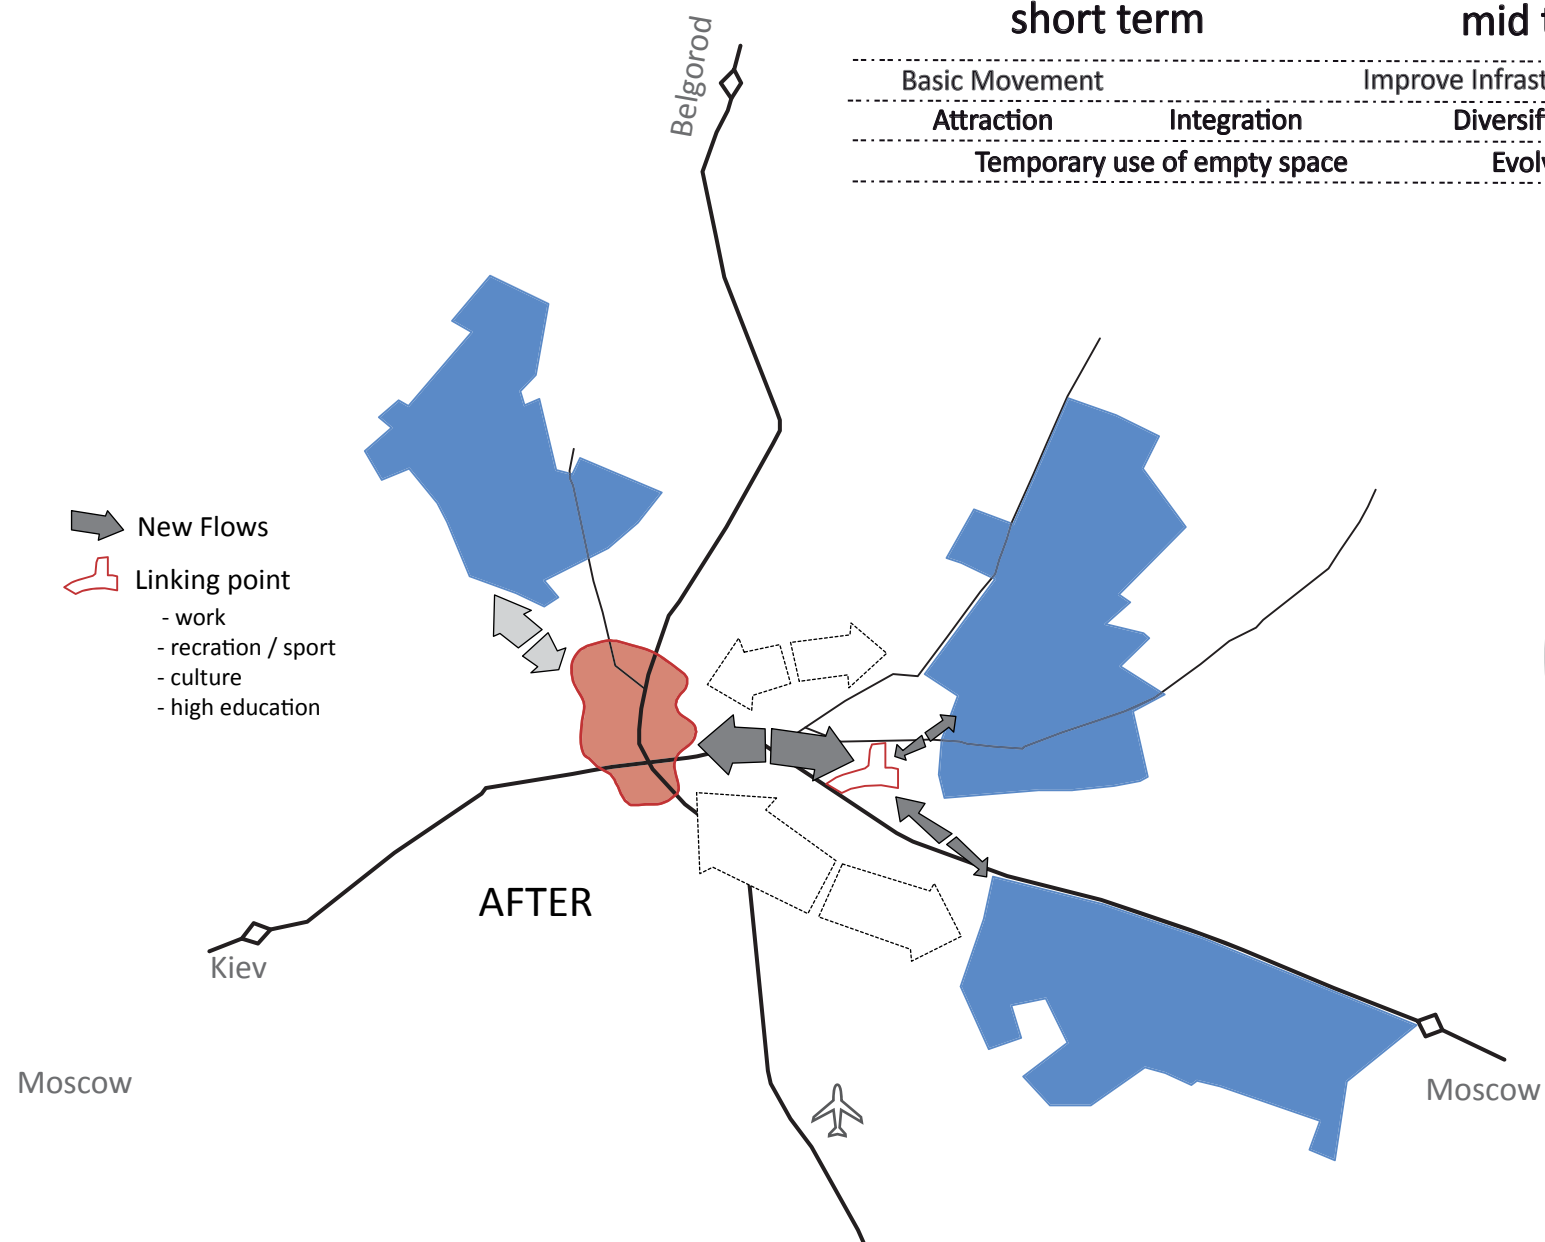 short term
mid t
Basic Movement
Improve Infrast
Attraction
Integration
Diversif
Temporary use of empty space
Evolv
Belgorod
New Flows
Linking point
- work
- recration / sport
- culture
- high education
AFTER
Kiev
Moscow
Moscow